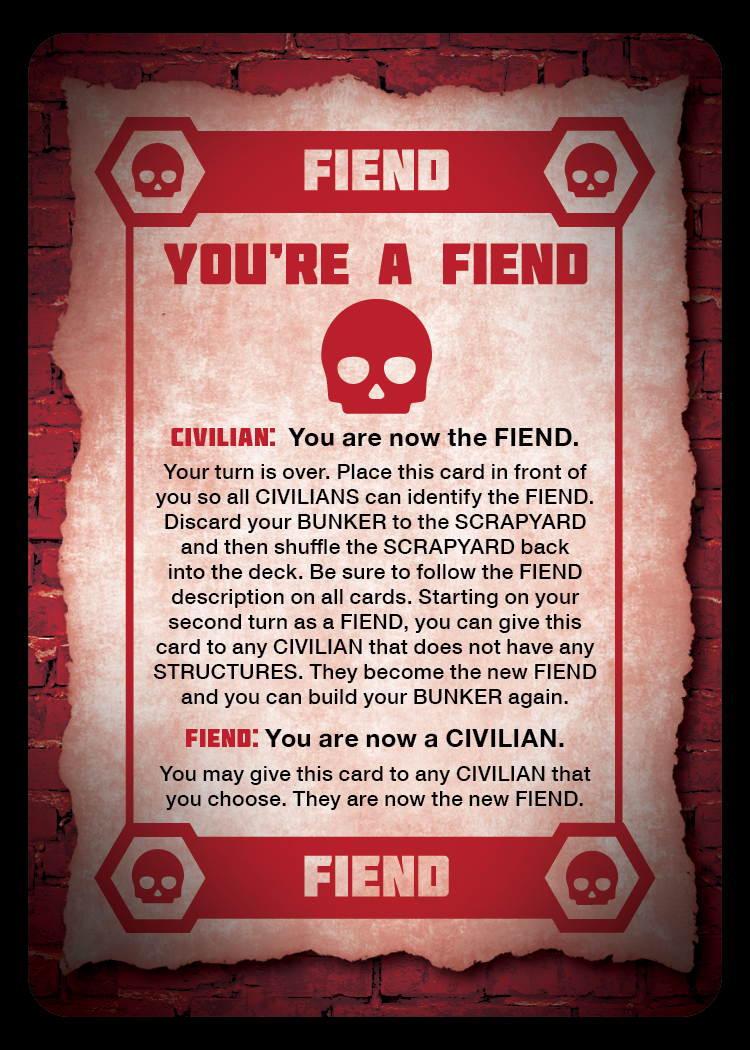 FIEND
YOU'RE A FIEND
CIVILIAN: You are now the FIEND.
Your turn is over. Place this card in front of
you so all CIVILIANS can identify the FIEND.
Discard your BUNKER to the SCRAPYARD
and then shuffle the SCRAPYARD back
into the deck. Be sure to follow the FIEND
description on all cards. Starting on your
second turn as a FIEND, you can give this
card to any CIVILIAN that does not have any
STRUCTURES. They become the new FIEND
and you can build your BUNKER again.
FIEND: You are now a CIVILIAN.
You may give this card to any CIVILIAN that
you choose. They are now the new FIEND.
FIEND